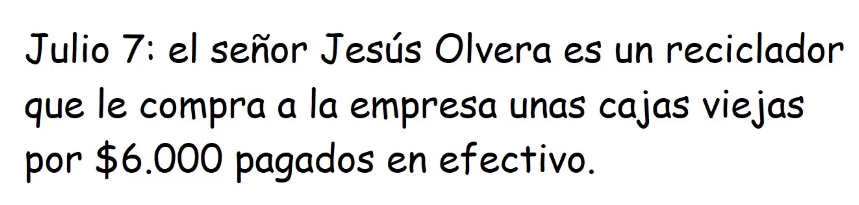 Julio 7: el señor Jesús Olvera es un reciclador
que le compra a la empresa unas cajas viejas
por $6.000 pagados en efectivo.